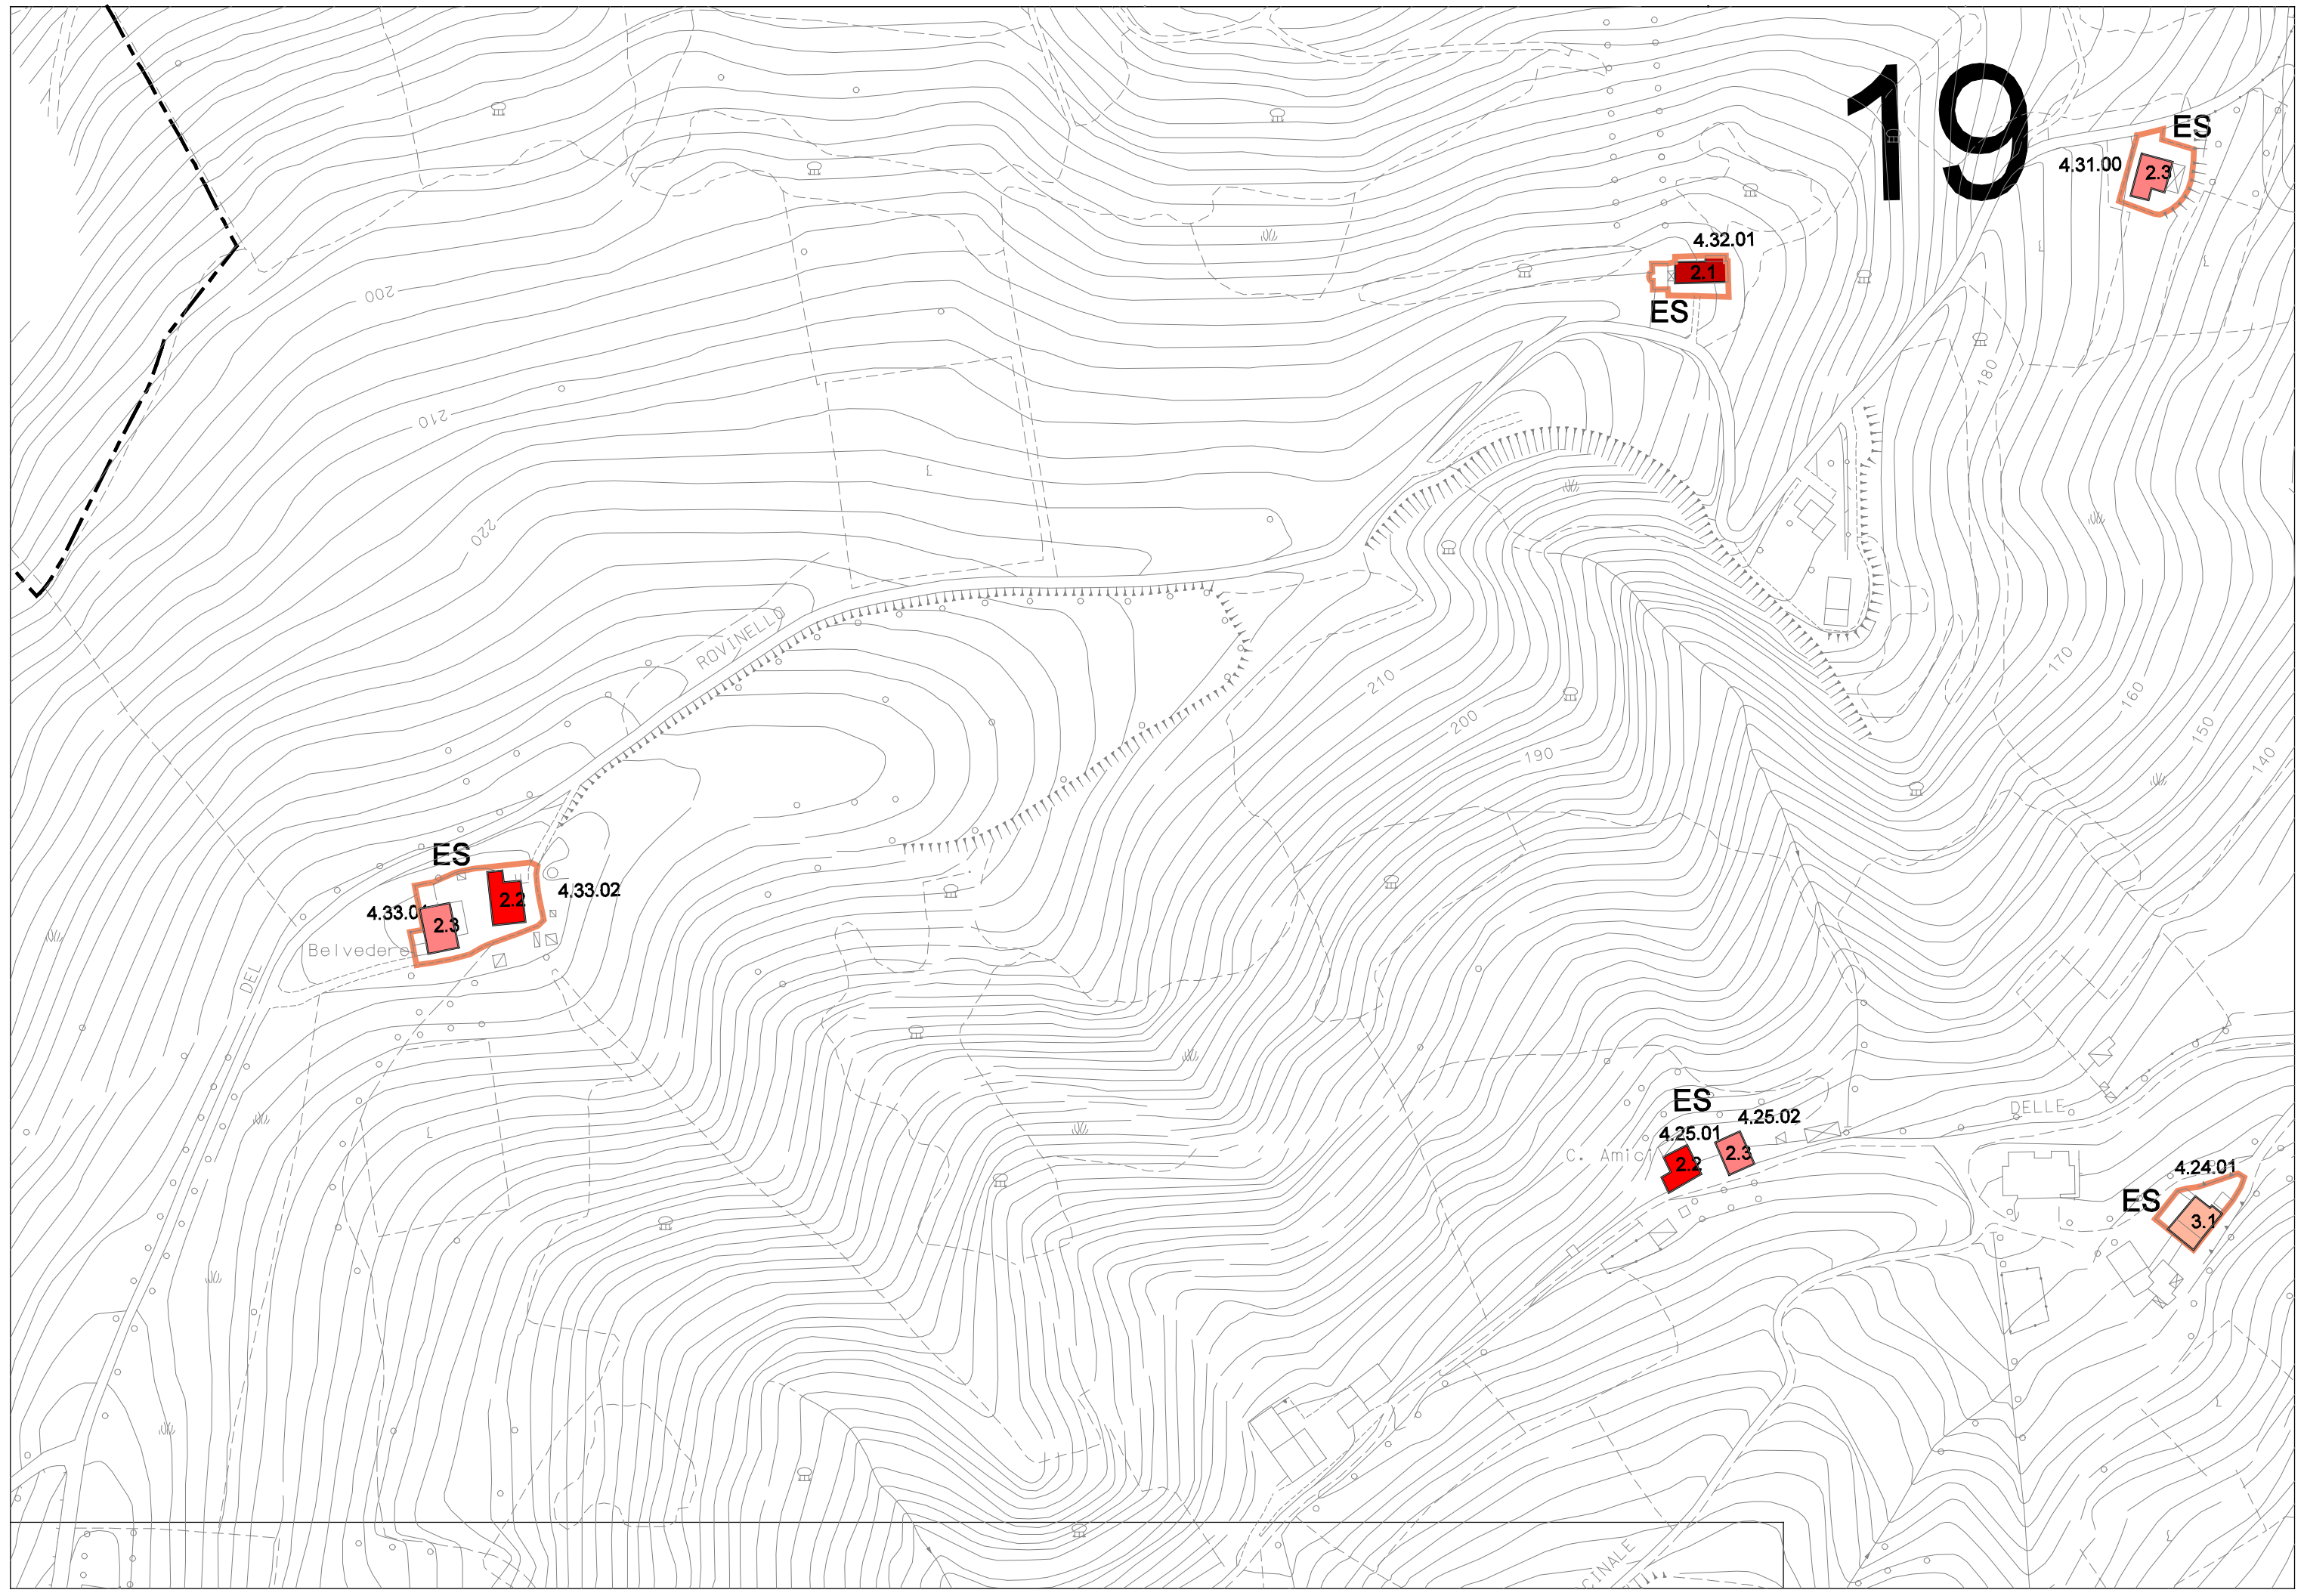 19
ES
4.31.00
2.3
4.32.01
2.1
ES
200
210
180
220
ROVINELLO
210
200
190
170
160
150
140
ES
2.2
4.33.02
4.33.01
2.3
Belvedere
DEL
ES
4.25.02
4.25.01
2.3
C. Amici
2.2
DELLE
4.24.01
ES
3.1
CINALE